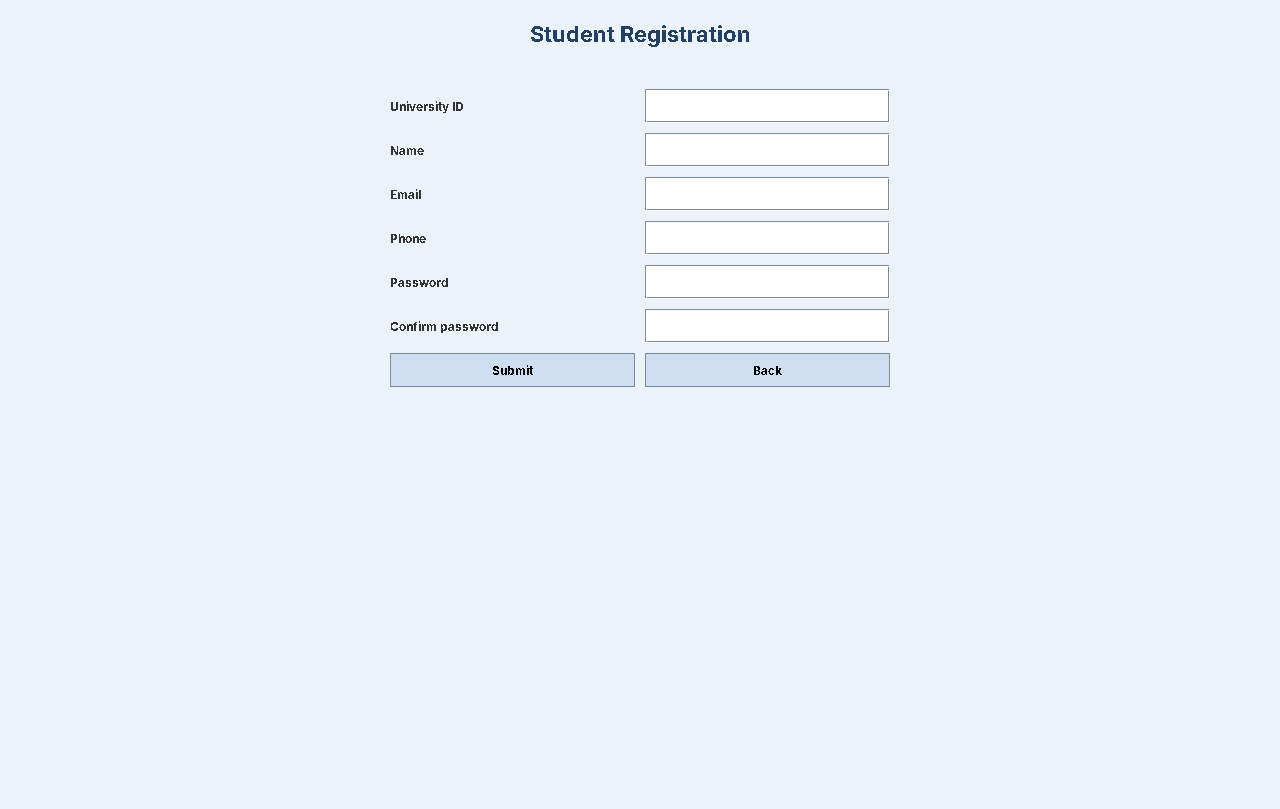 Student Registration
University ID
Name
Email
Phone
Password
Confirm password
Submit
Back